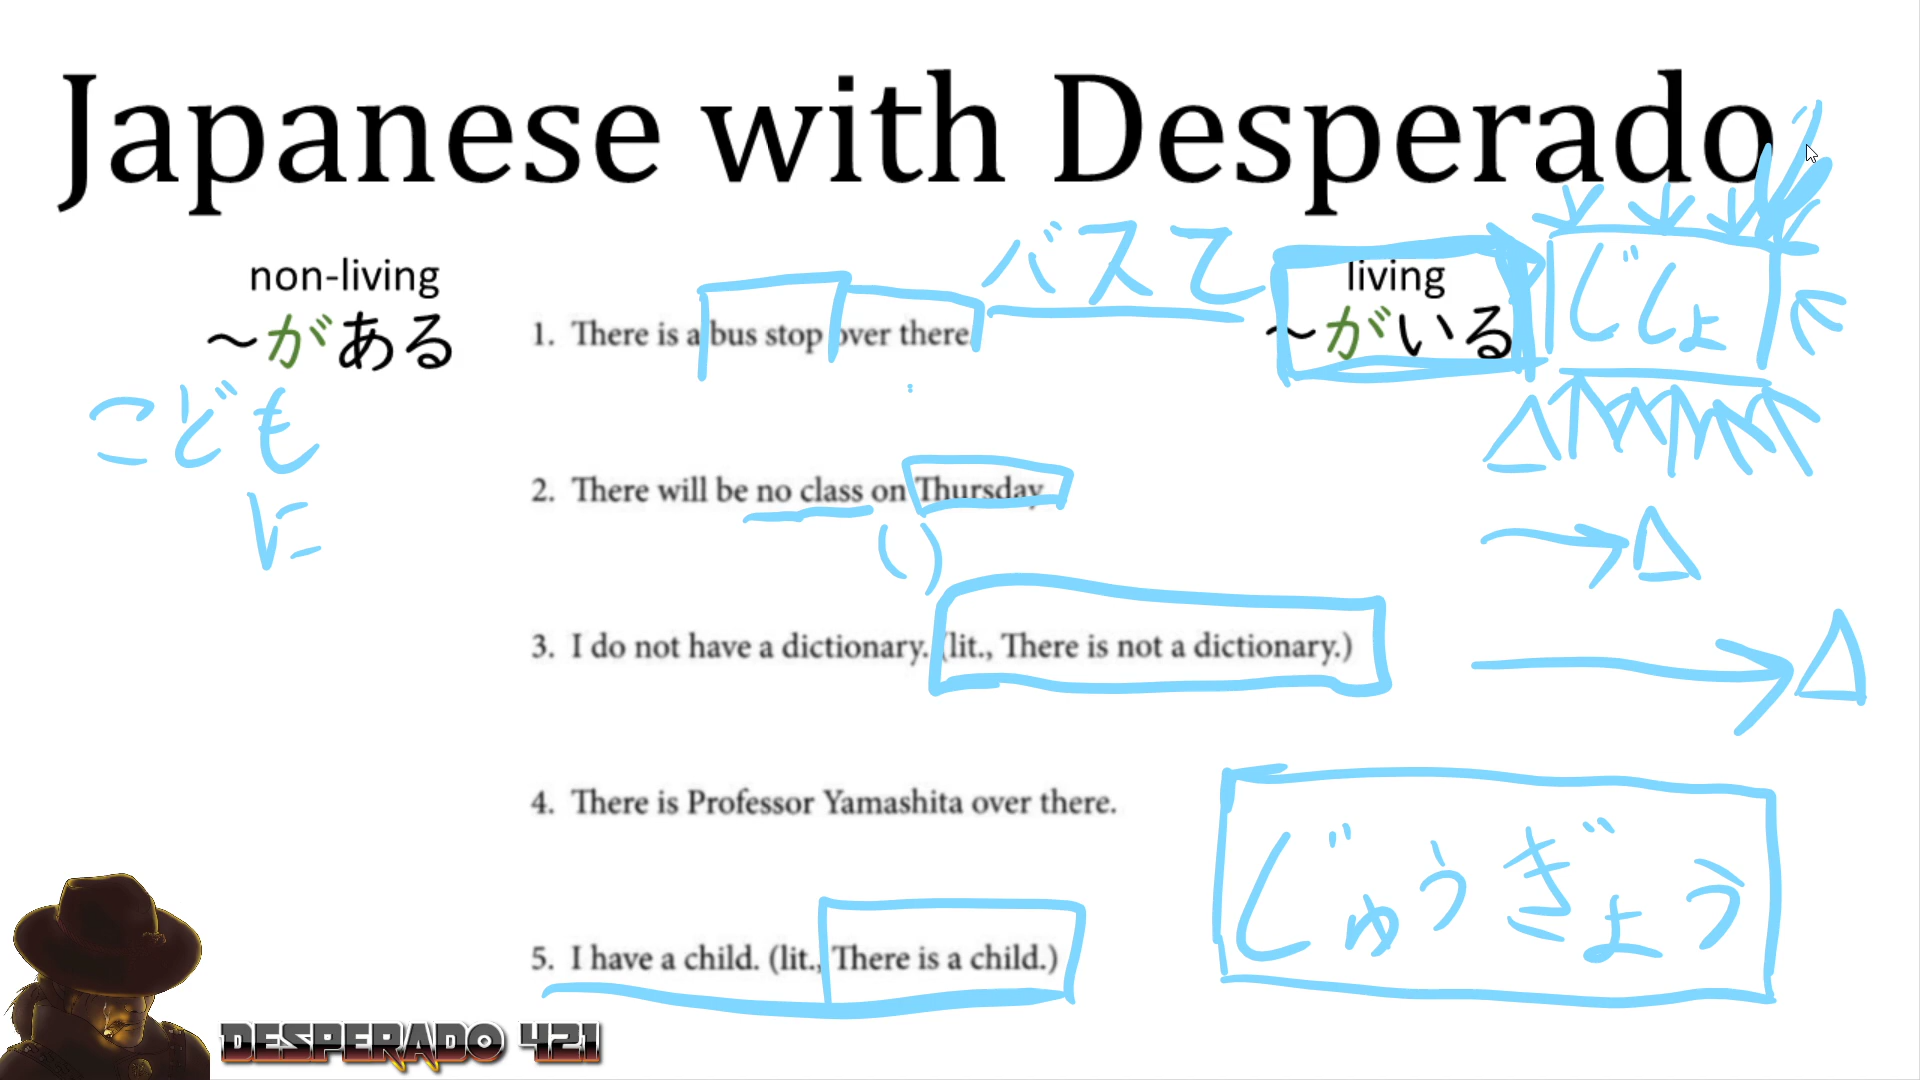 Japanese with Desperado
non-living
～がある
living
～がいる
バスて
じしょ
1. There is a bus stop over there.
こども
に
2. There will be no class on Thursday.
3. I do not have a dictionary. (lit., There is not a dictionary.)
4. There is Professor Yamashita over there.
じゅうぎょう
5. I have a child. (lit., There is a child.)
DESPERADO 421